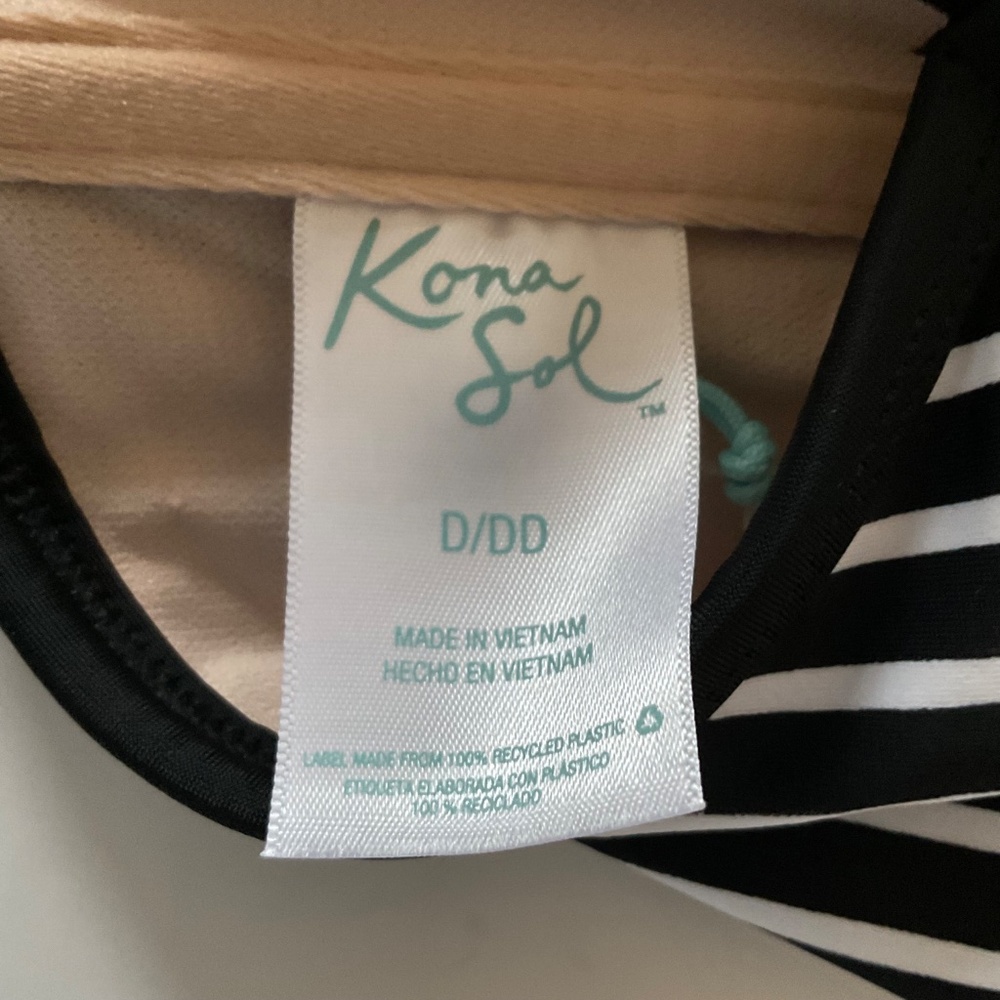 Kona
Sol
TM
D/DD
MADE IN VIETNAM
HECHO EN VIETNAM
LABEL MADE FROM 100% RECYCLED PLASTIC
ETIQUETA ELABORADA CON PLÁSTICO
100 % RECICLADO